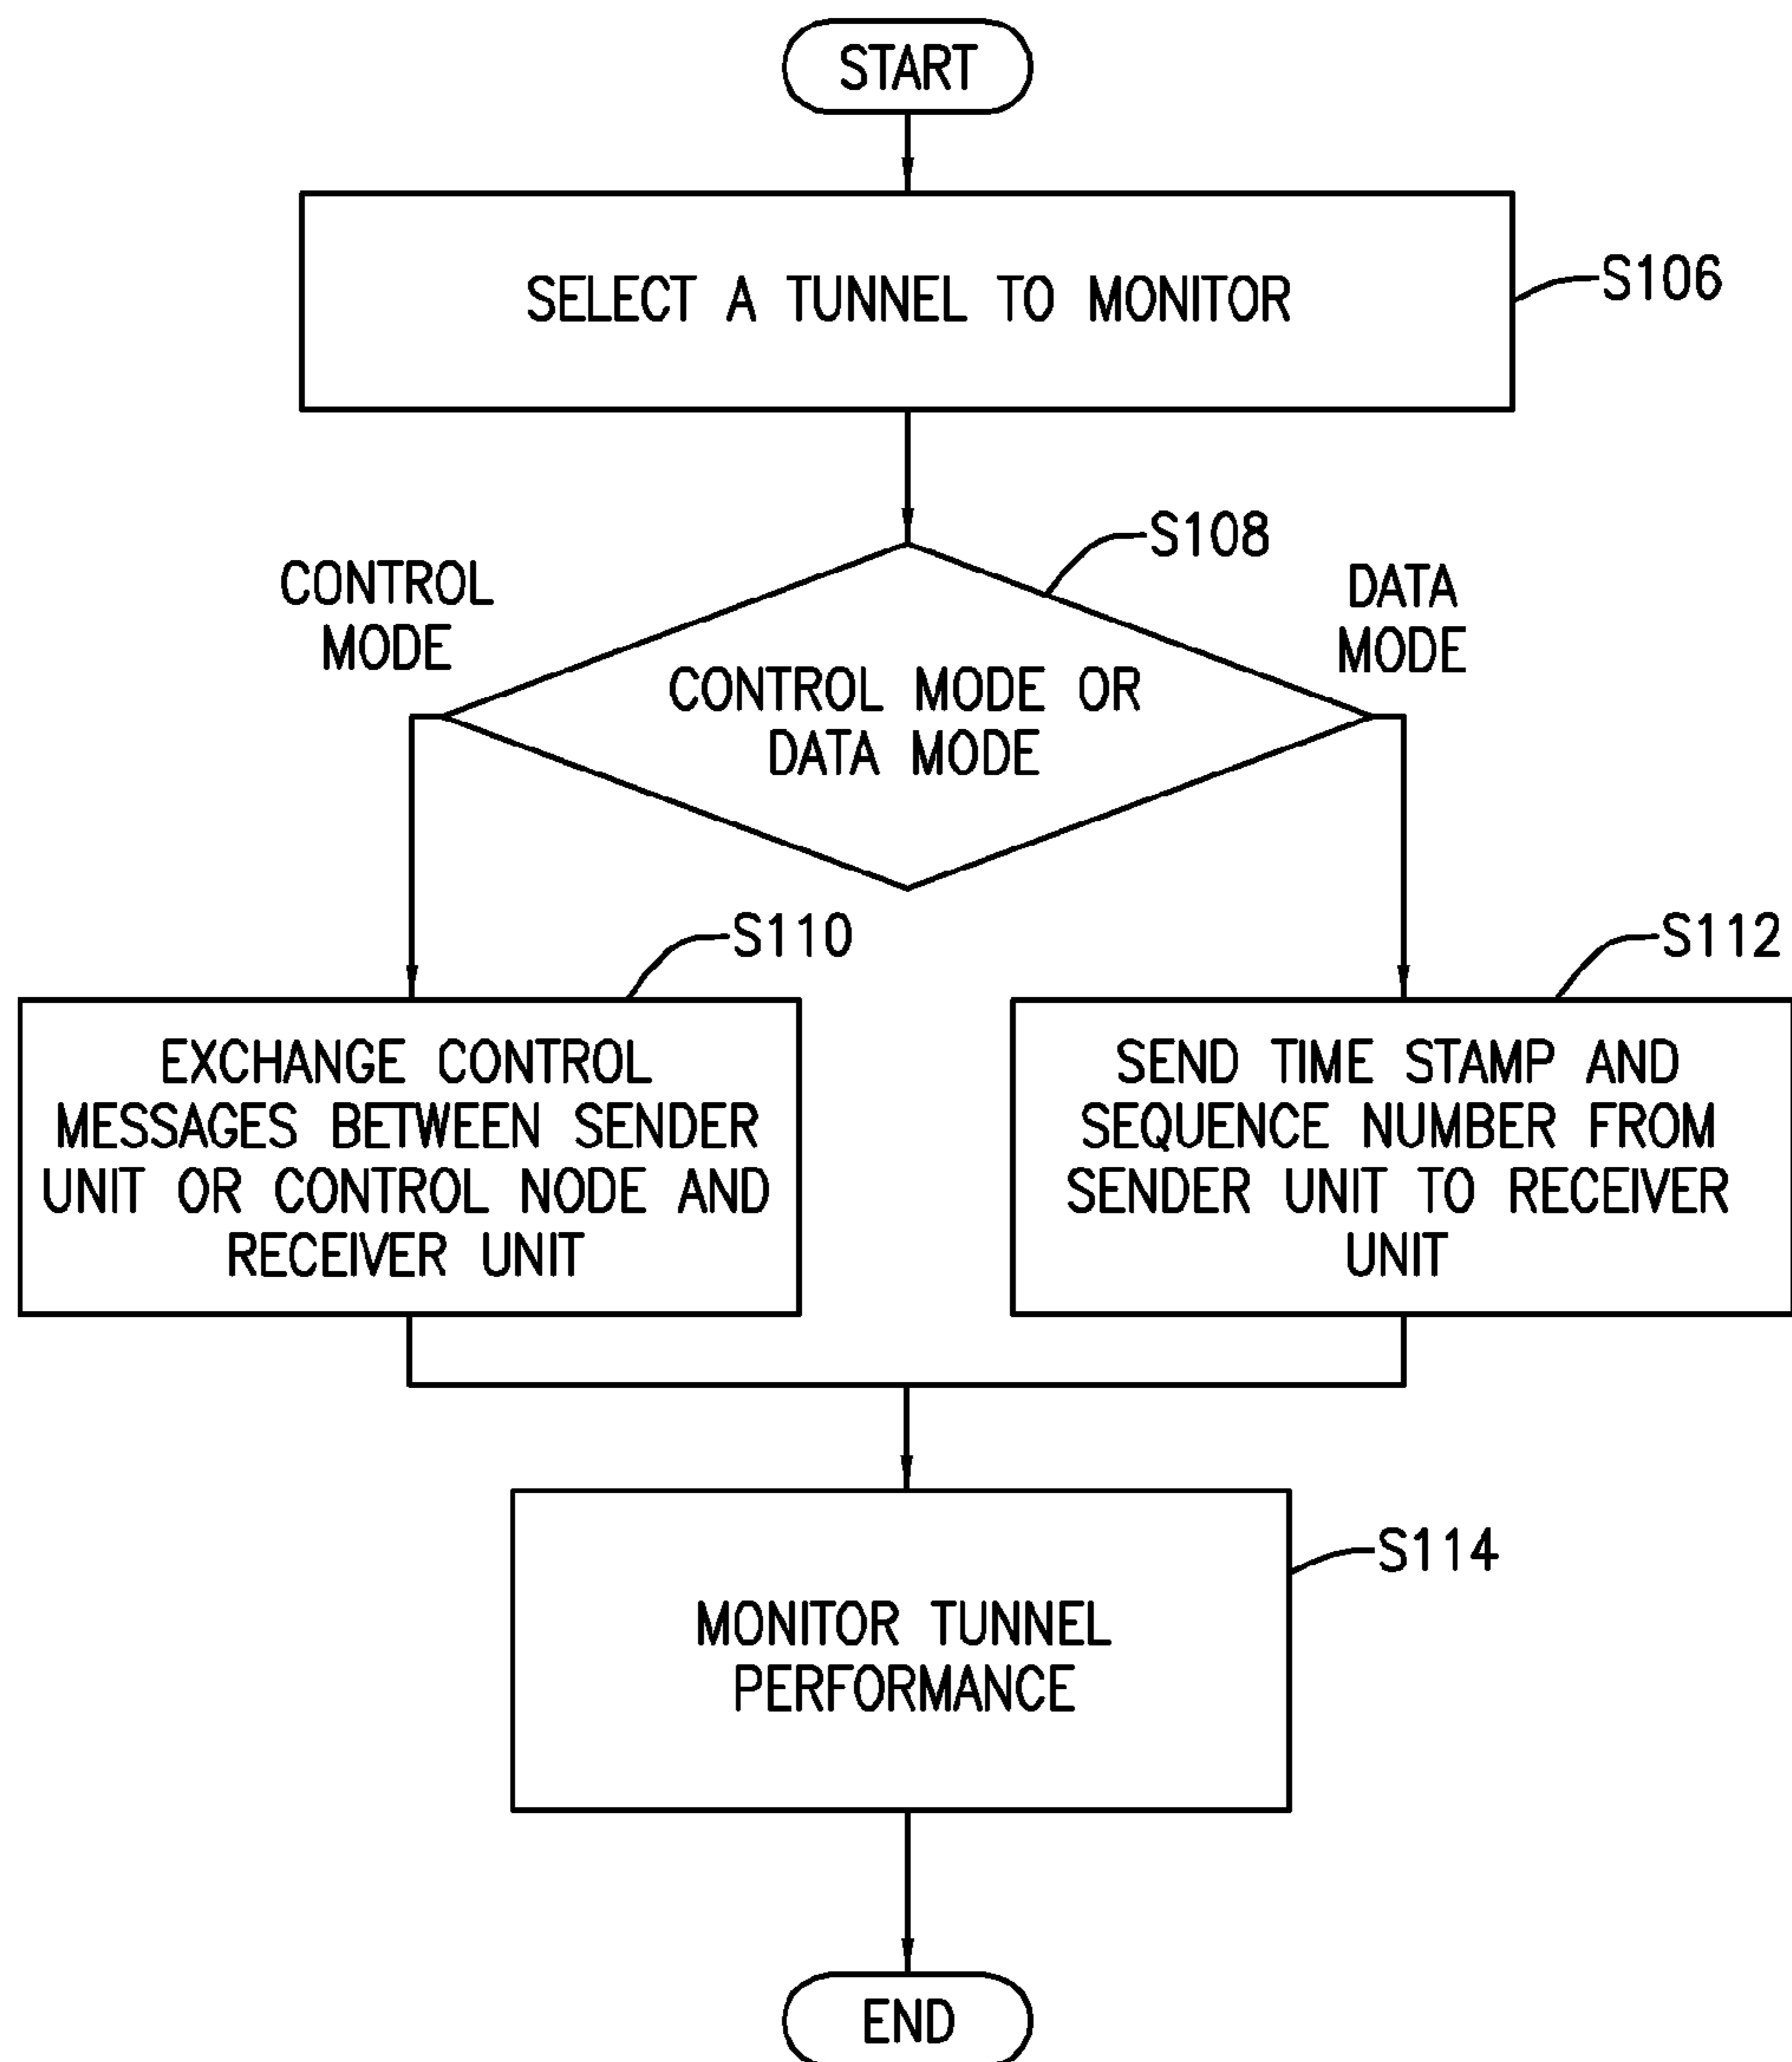 START
SELECT A TUNNEL TO MONITOR
S106
S108
CONTROL
MODE
DATA
MODE
CONTROL MODE OR
DATA MODE
S110
S112
EXCHANGE CONTROL
MESSAGES BETWEEN SENDER
UNIT OR CONTROL NODE AND
RECEIVER UNIT
SEND TIME STAMP AND
SEQUENCE NUMBER FROM
SENDER UNIT TO RECEIVER
UNIT
S114
MONITOR TUNNEL
PERFORMANCE
END